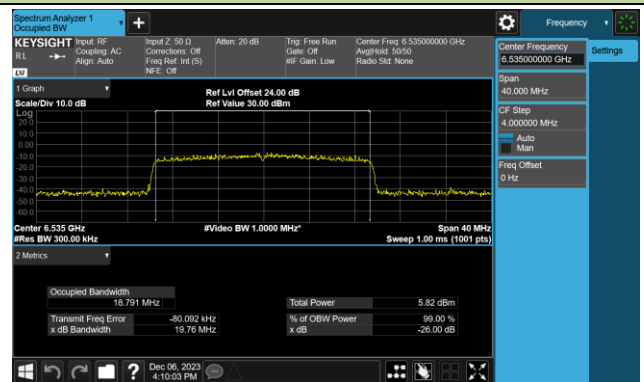 Spectrum Analyzer 1
Occupied BW
Frequency
KEYSIGHT
RL
LXI
Input: RF
Coupling: AC
Align: Auto
Input Z: 50 Ω
Corrections: Off
Freq Ref: Int (S)
NFE: Off
Atten: 20 dB
Trig: Free Run
Gate: Off
#IF Gain: Low
Center Freq: 6.535000000 GHz
Avg|Hold: 50/50
Radio Std: None
Center Frequency
6.535000000 GHz
Settings
Span
40.000 MHz
CF Step
4.000000 MHz
Auto
Man
Freq Offset
0 Hz
1 Graph
Scale/Div 10.0 dB
Ref Lvl Offset 24.00 dB
Ref Value 30.00 dBm
Log
20.0
10.0
0.00
-10.0
-20.0
-30.0
-40.0
-50.0
-60.0
Center 6.535 GHz
#Res BW 300.00 kHz
#Video BW 1.0000 MHz*
Span 40 MHz
Sweep 1.00 ms (1001 pts)
2 Metrics
Occupied Bandwidth
18.791 MHz
Total Power 5.82 dBm
Transmit Freq Error -80.092 kHz
% of OBW Power 99.00 %
x dB Bandwidth 19.76 MHz
x dB -26.00 dB
?
Dec 06, 2023
4:10:03 PM